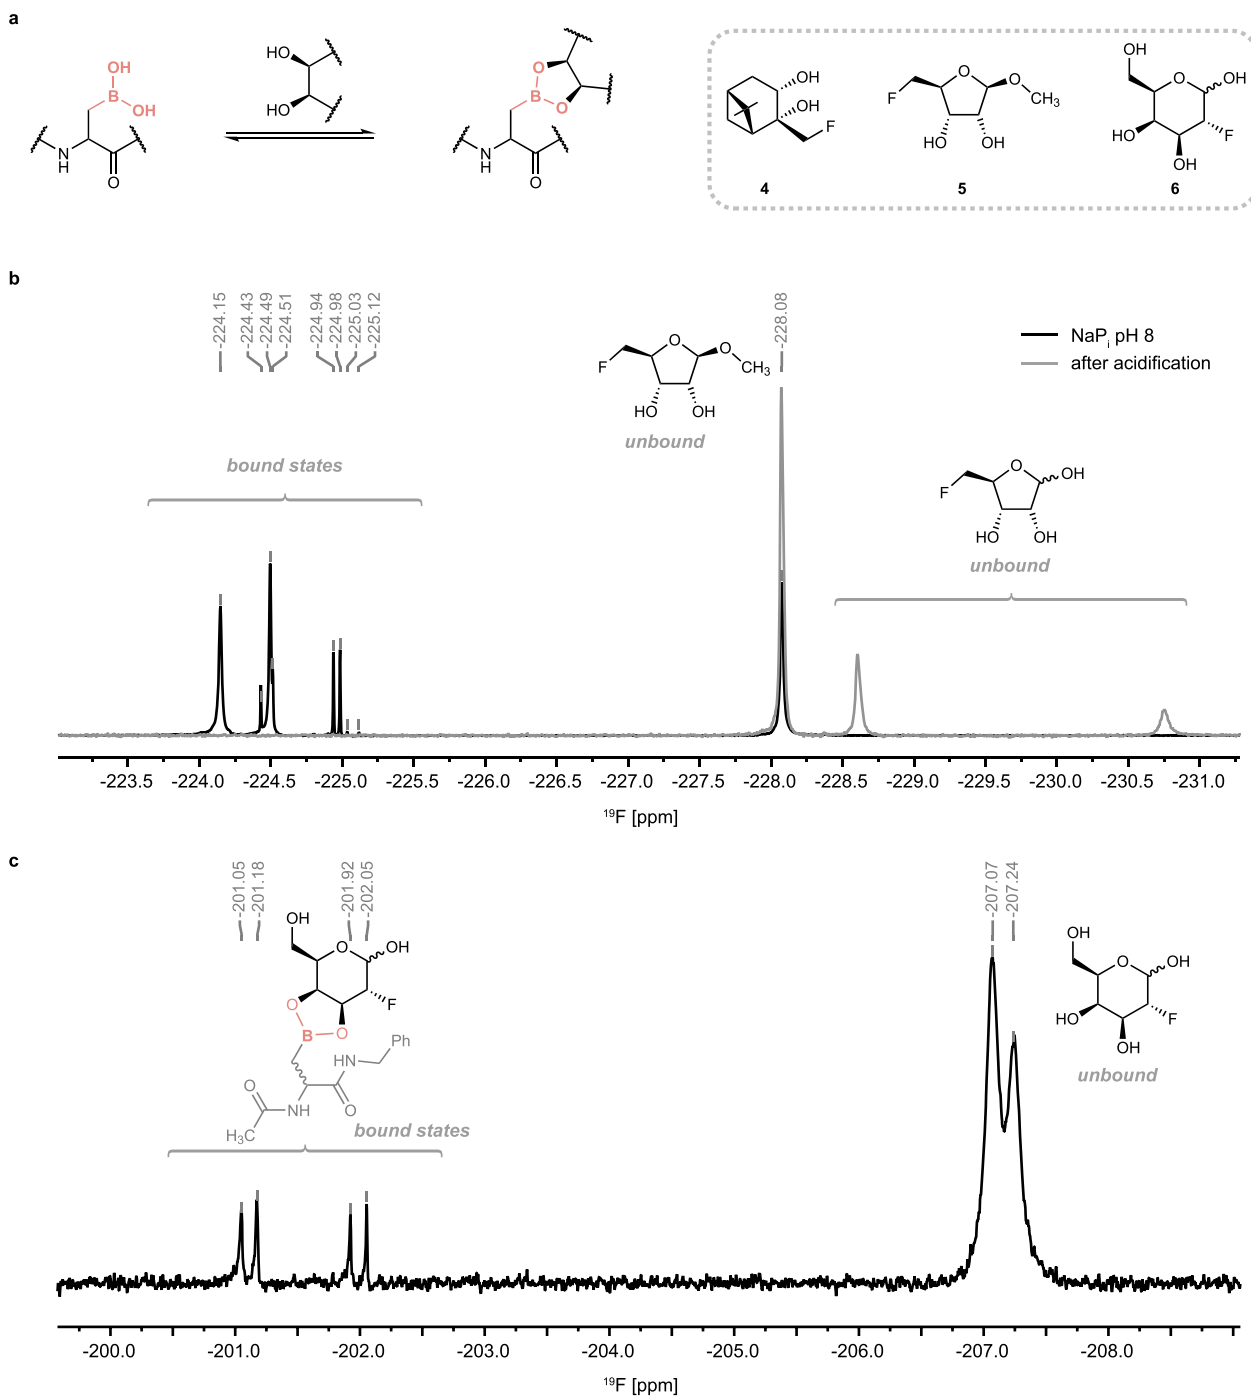 a
OH
B
OH
N
H
O
HO
HO
O
B
O
N
H
O
OH
OH
F
4
O
O
CH₃
F
HO
OH
5
OH
O
OH
HO
F
OH
6
b
-224.15
-224.43
-224.49
-224.51
-224.94
-224.98
-225.03
-225.12
-228.08
NaPᵢ pH 8
after acidification
O
O
CH₃
F
HO
OH
unbound
bound states
O
OH
F
HO
OH
unbound
-223.5 -224.0 -224.5 -225.0 -225.5 -226.0 -226.5 -227.0 -227.5 -228.0 -228.5 -229.0 -229.5 -230.0 -230.5 -231.0
¹⁹F [ppm]
c
-201.05
-201.18
-201.92
-202.05
-207.07
-207.24
OH
O
OH
O
F
B
O
HN
Ph
O
O
NH
H₃C
bound states
OH
O
OH
HO
F
OH
unbound
-200.0 -201.0 -202.0 -203.0 -204.0 -205.0 -206.0 -207.0 -208.0
¹⁹F [ppm]